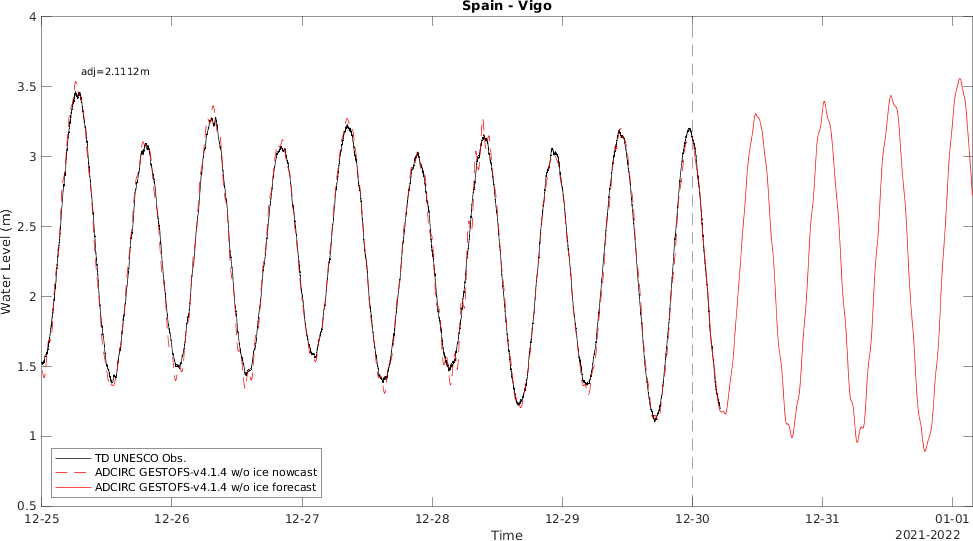 Spain - Vigo
adj=2.1112m
4
3.5
3
2.5
2
1.5
1
0.5
Water Level (m)
TD UNESCO Obs.
ADCIRC GESTOFS-v4.1.4 w/o ice nowcast
ADCIRC GESTOFS-v4.1.4 w/o ice forecast
12-25 12-26 12-27 12-28 12-29 12-30 12-31 01-01
Time
2021-2022